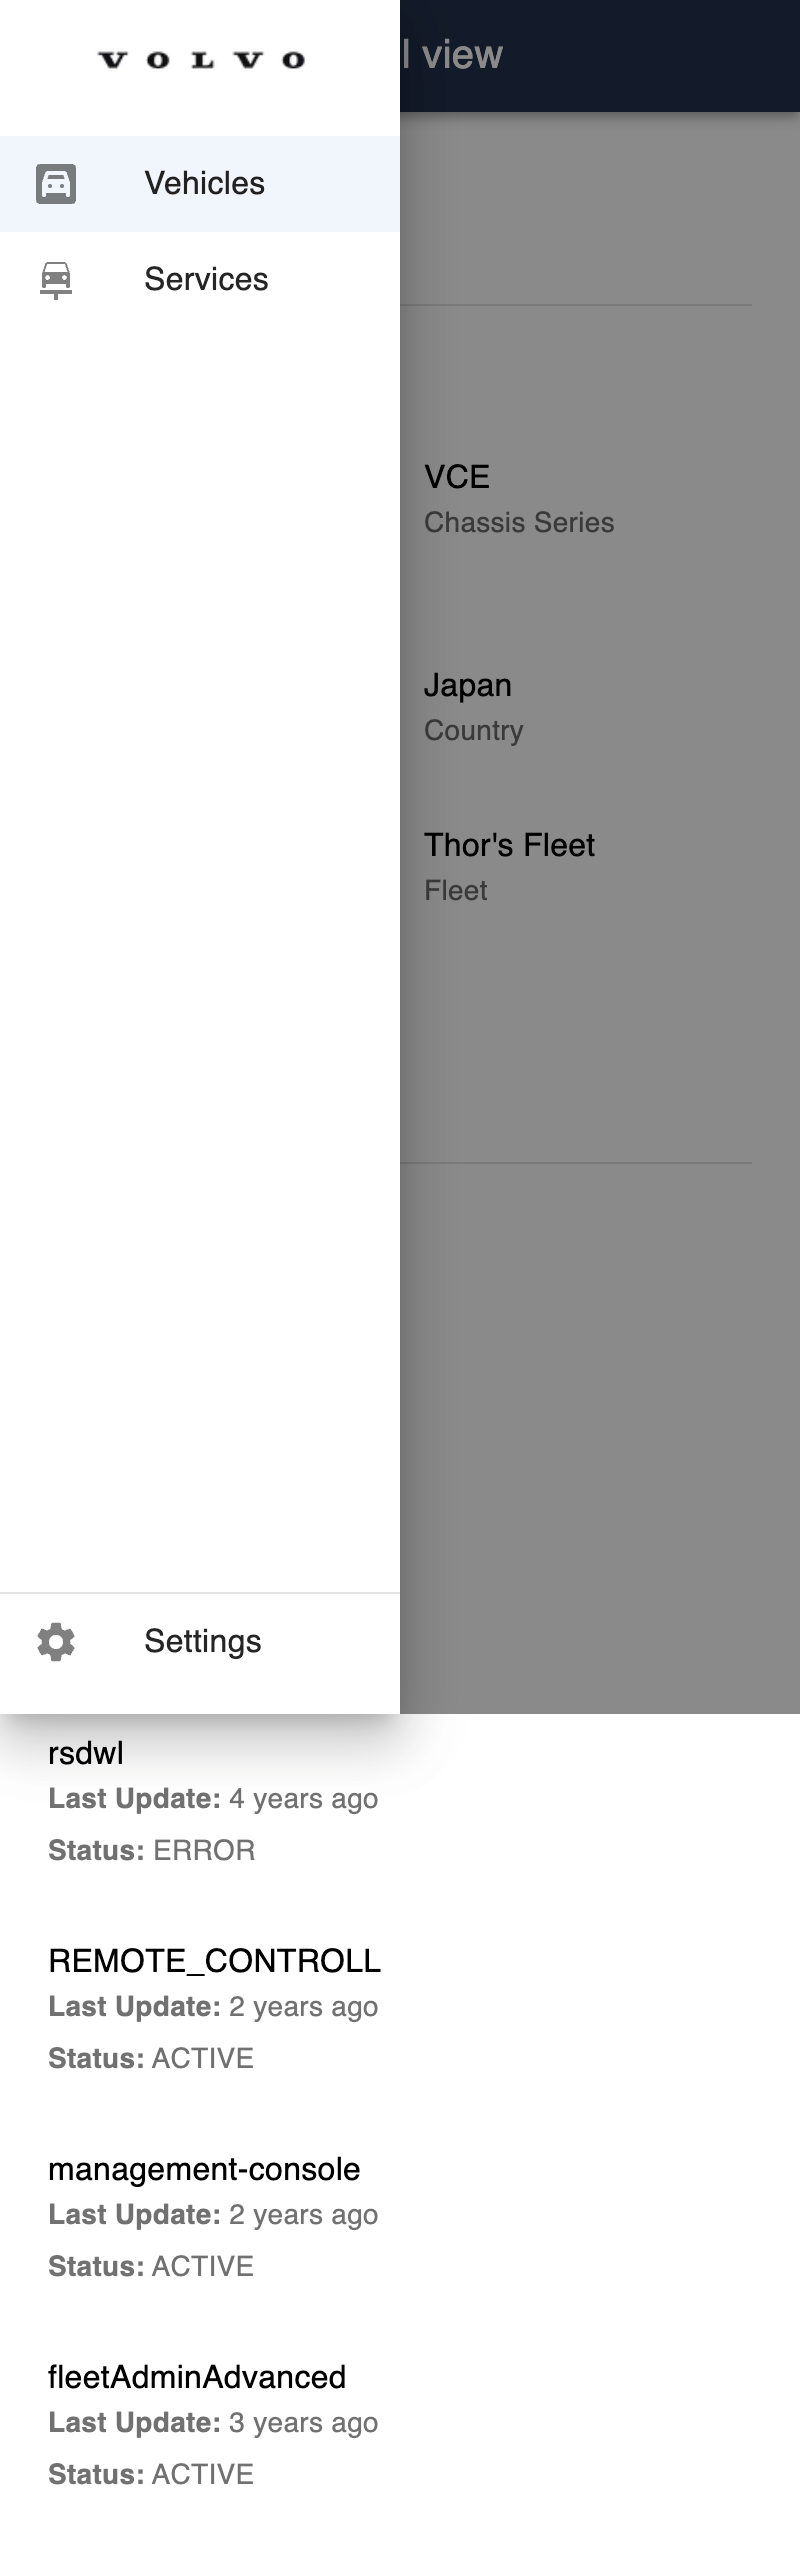 VOLVO
l view
Vehicles
Services
VCE
Chassis Series
Japan
Country
Thor's Fleet
Fleet
Settings
rsdwl
Last Update: 4 years ago
Status: ERROR
REMOTE_CONTROLL
Last Update: 2 years ago
Status: ACTIVE
management-console
Last Update: 2 years ago
Status: ACTIVE
fleetAdminAdvanced
Last Update: 3 years ago
Status: ACTIVE